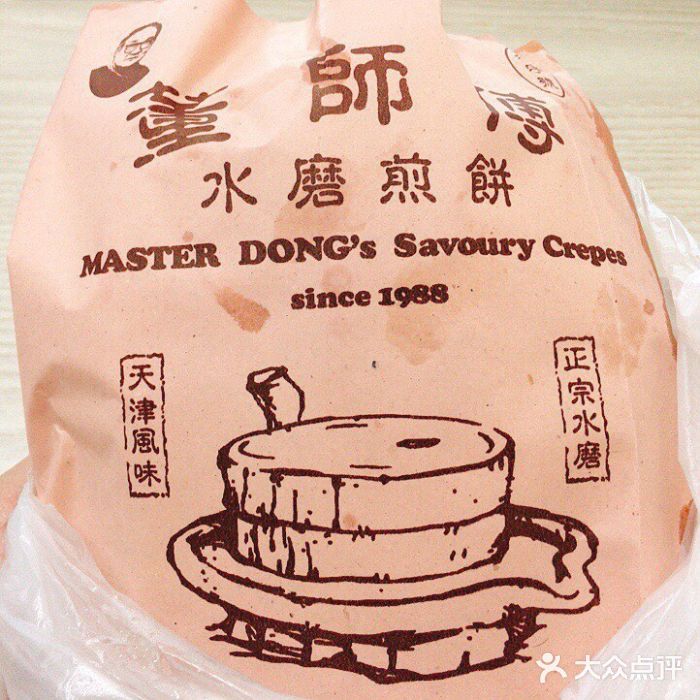 董師傅
水磨煎餅
MASTER DONG's Savoury Crepes
since 1988
天津風味
正宗水磨
大众点评